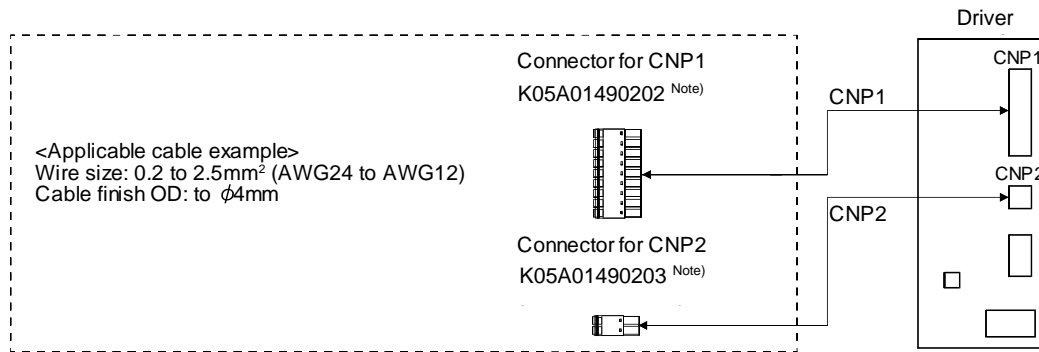 Driver
Connector for CNP1
CNP1
K05A01490202 Note)
CNP1
<Applicable cable example>
Wire size: 0.2 to 2.5mm² (AWG24 to AWG12)
Cable finish OD: to ϕ4mm
CNP2
CNP2
Connector for CNP2
K05A01490203 Note)